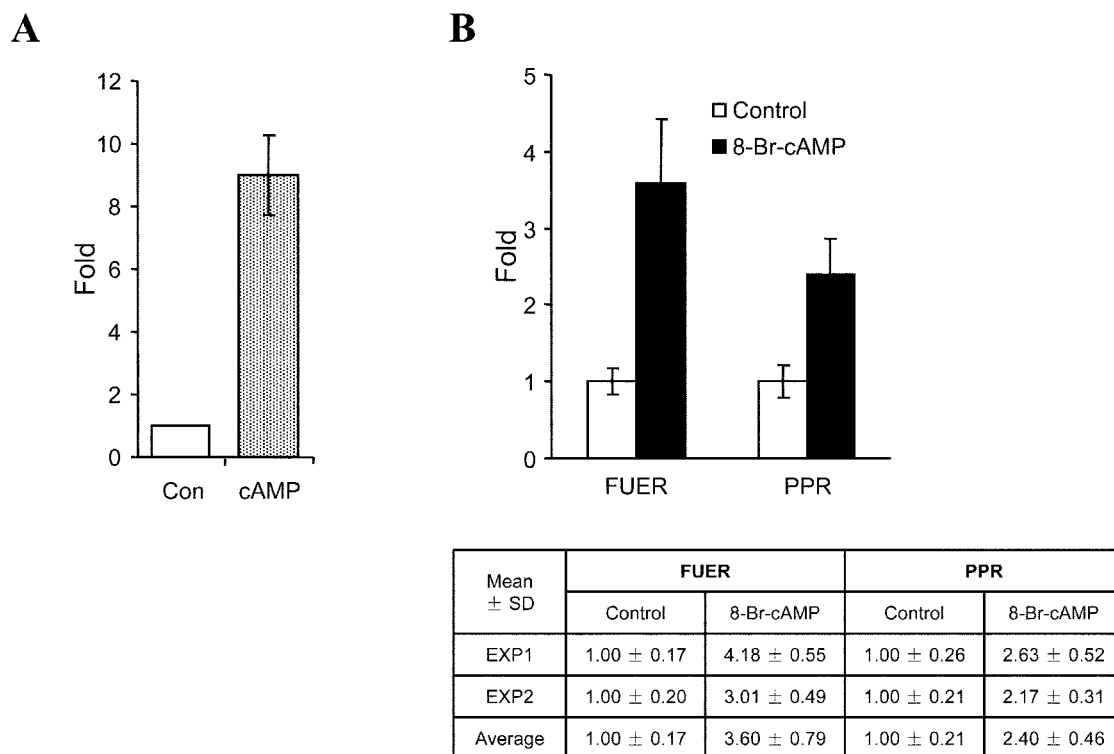 A
12
10
8
6
4
2
0
Fold
Con cAMP
B
5
4
3
2
1
0
Fold
Control
8-Br-cAMP
FUER PPR
Mean ± SD FUER PPR
Control 8-Br-cAMP Control 8-Br-cAMP
EXP1 1.00 ± 0.17 4.18 ± 0.55 1.00 ± 0.26 2.63 ± 0.52
EXP2 1.00 ± 0.20 3.01 ± 0.49 1.00 ± 0.21 2.17 ± 0.31
Average 1.00 ± 0.17 3.60 ± 0.79 1.00 ± 0.21 2.40 ± 0.46